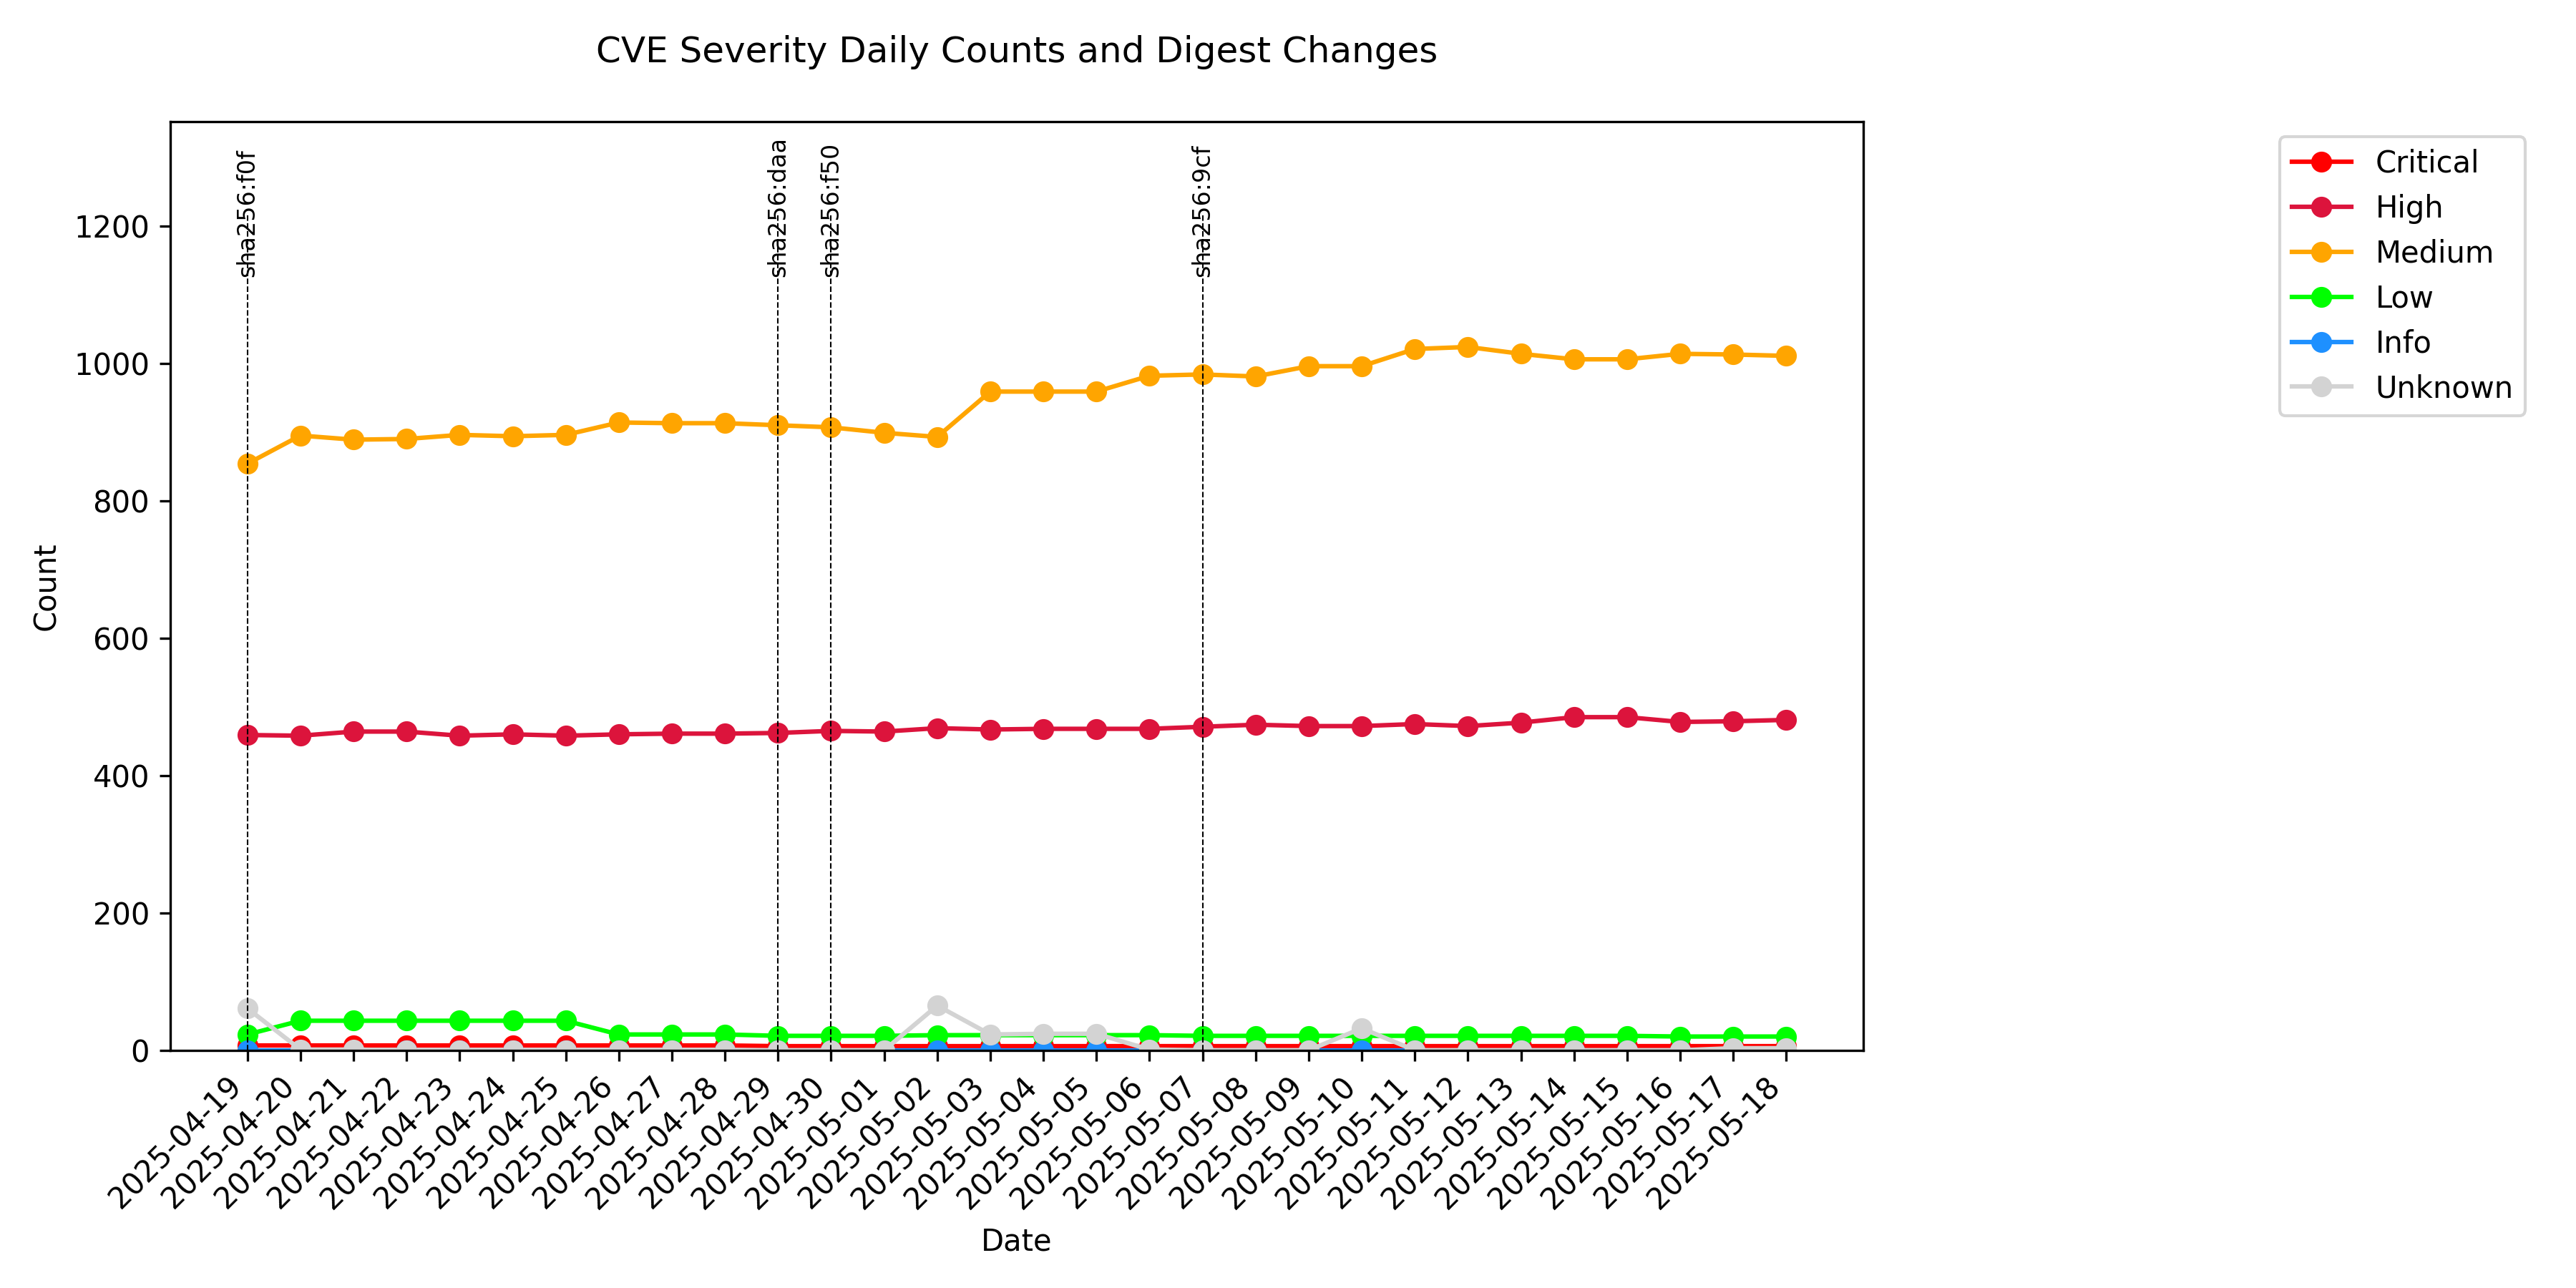 CVE Severity Daily Counts and Digest Changes
sha256:f0f
sha256:daa
sha256:f50
sha256:9cf
Critical
High
Medium
Low
Info
Unknown
Count
1200
1000
800
600
400
200
0
2025-04-19
2025-04-20
2025-04-21
2025-04-22
2025-04-23
2025-04-24
2025-04-25
2025-04-26
2025-04-27
2025-04-28
2025-04-29
2025-04-30
2025-05-01
2025-05-02
2025-05-03
2025-05-04
2025-05-05
2025-05-06
2025-05-07
2025-05-08
2025-05-09
2025-05-10
2025-05-11
2025-05-12
2025-05-13
2025-05-14
2025-05-15
2025-05-16
2025-05-17
2025-05-18
Date